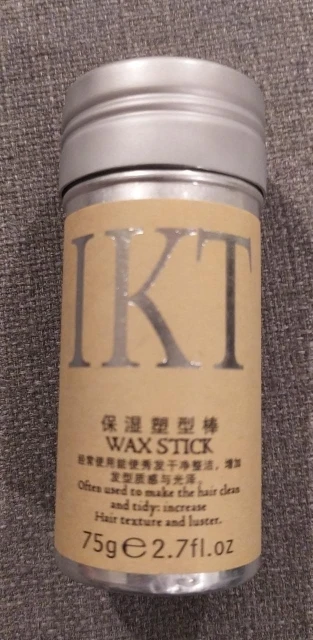 IKT
保湿塑型棒
WAX STICK
经常使用能使秀发干净整洁，增加
发型质感与光泽。
Often used to make the hair clean
and tidy: increase
Hair texture and luster.
75g℮2.7fl.oz